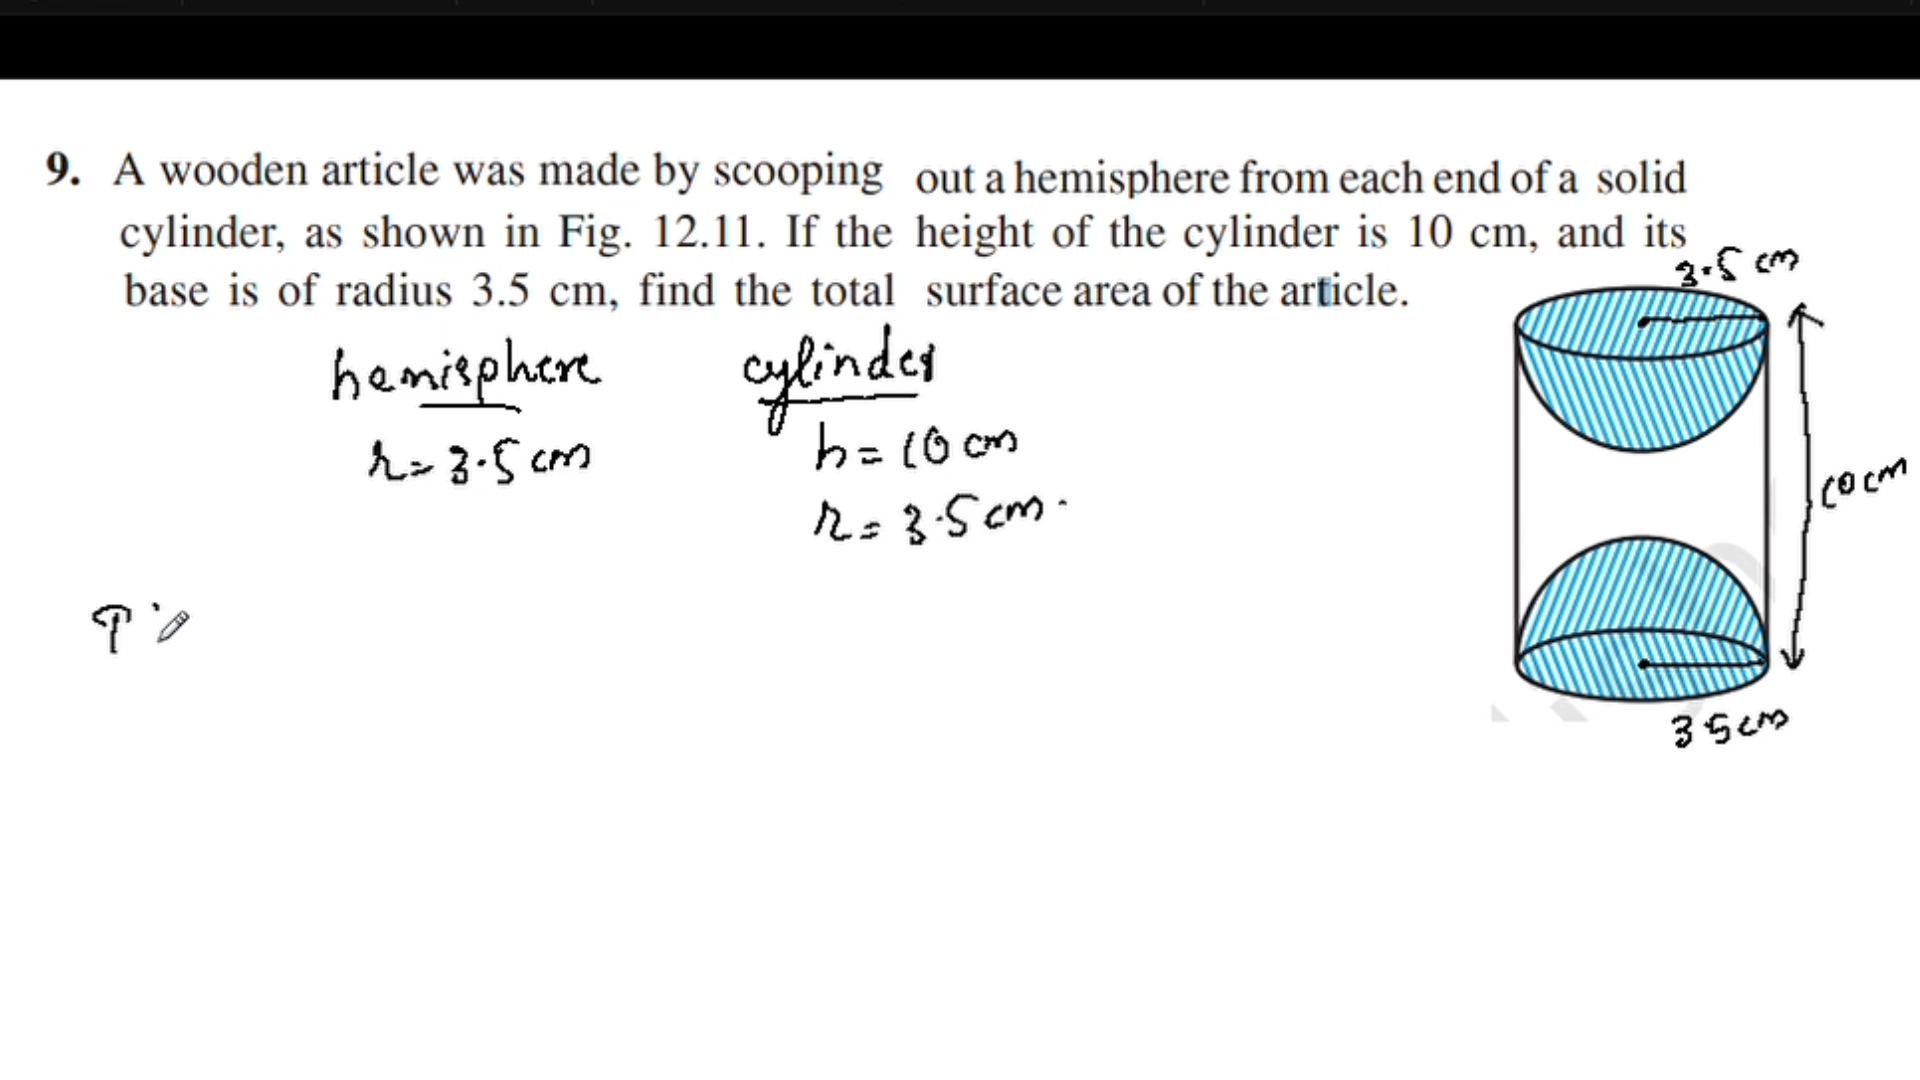 9. A wooden article was made by scooping out a hemisphere from each end of a solid
cylinder, as shown in Fig. 12.11. If the height of the cylinder is 10 cm, and its
base is of radius 3.5 cm, find the total surface area of the article.
3.5 cm
hemisphere cylinder
r = 3.5 cm h = 10 cm
r = 3.5 cm.
10 cm
T
3 5 cm